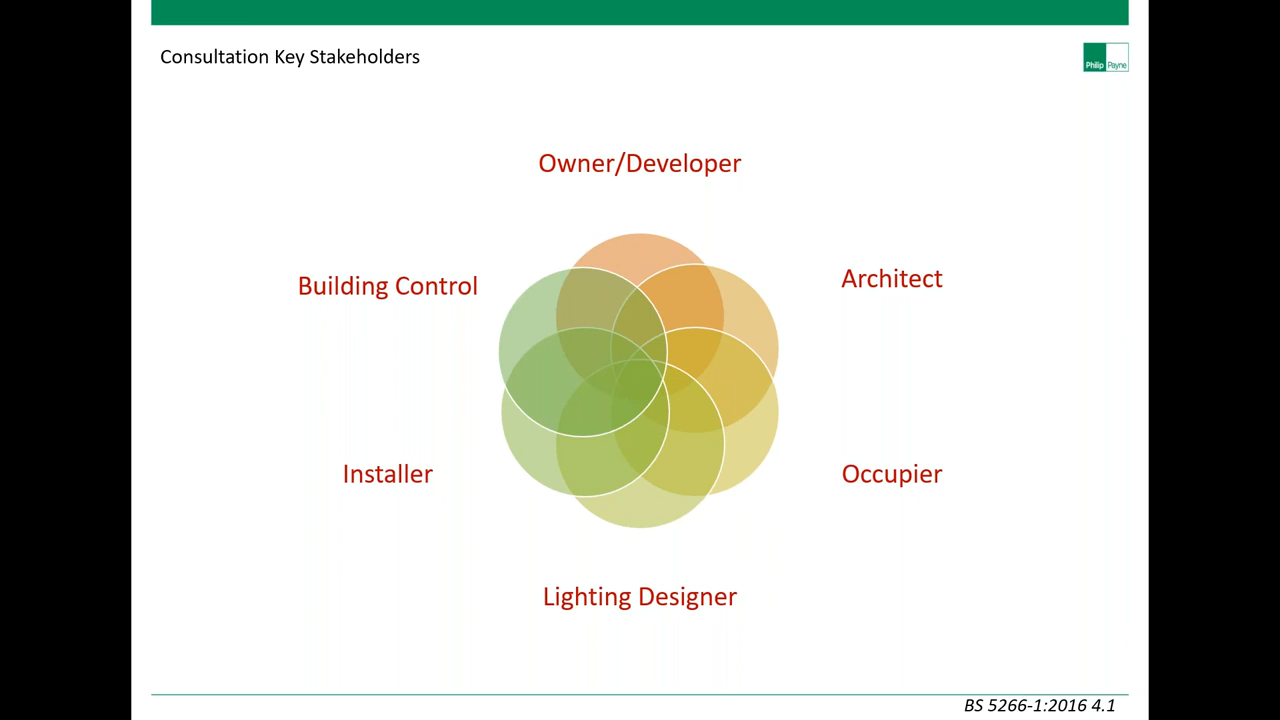 Consultation Key Stakeholders
Philip Payne
Owner/Developer
Building Control
Architect
Installer
Occupier
Lighting Designer
BS 5266-1:2016 4.1